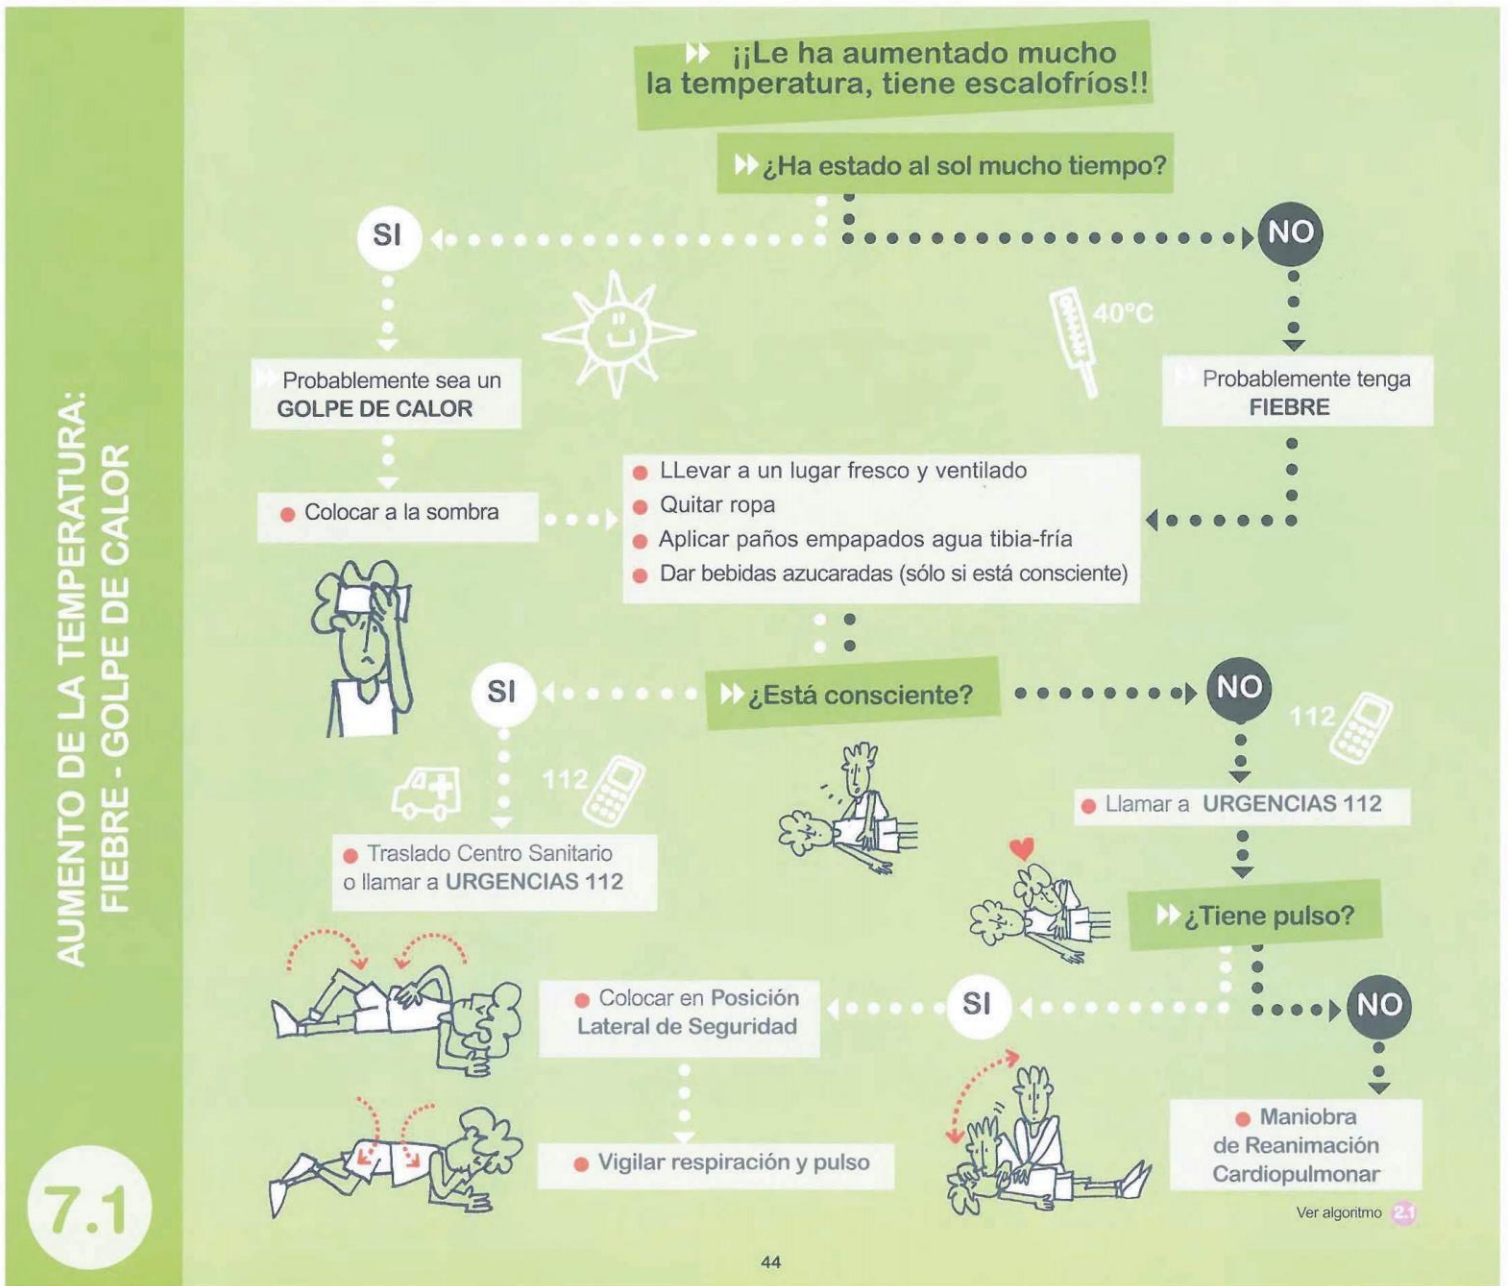 AUMENTO DE LA TEMPERATURA:
FIEBRE - GOLPE DE CALOR
7.1
¡¡Le ha aumentado mucho
la temperatura, tiene escalofríos!!
¿Ha estado al sol mucho tiempo?
SI
NO
40°C
Probablemente sea un
GOLPE DE CALOR
Probablemente tenga
FIEBRE
Colocar a la sombra
LLevar a un lugar fresco y ventilado
Quitar ropa
Aplicar paños empapados agua tibia-fría
Dar bebidas azucaradas (sólo si está consciente)
¿Está consciente?
SI
NO
112
112
Traslado Centro Sanitario
o llamar a URGENCIAS 112
Llamar a URGENCIAS 112
¿Tiene pulso?
SI
NO
Colocar en Posición
Lateral de Seguridad
Vigilar respiración y pulso
Maniobra
de Reanimación
Cardiopulmonar
Ver algoritmo 2.1
44